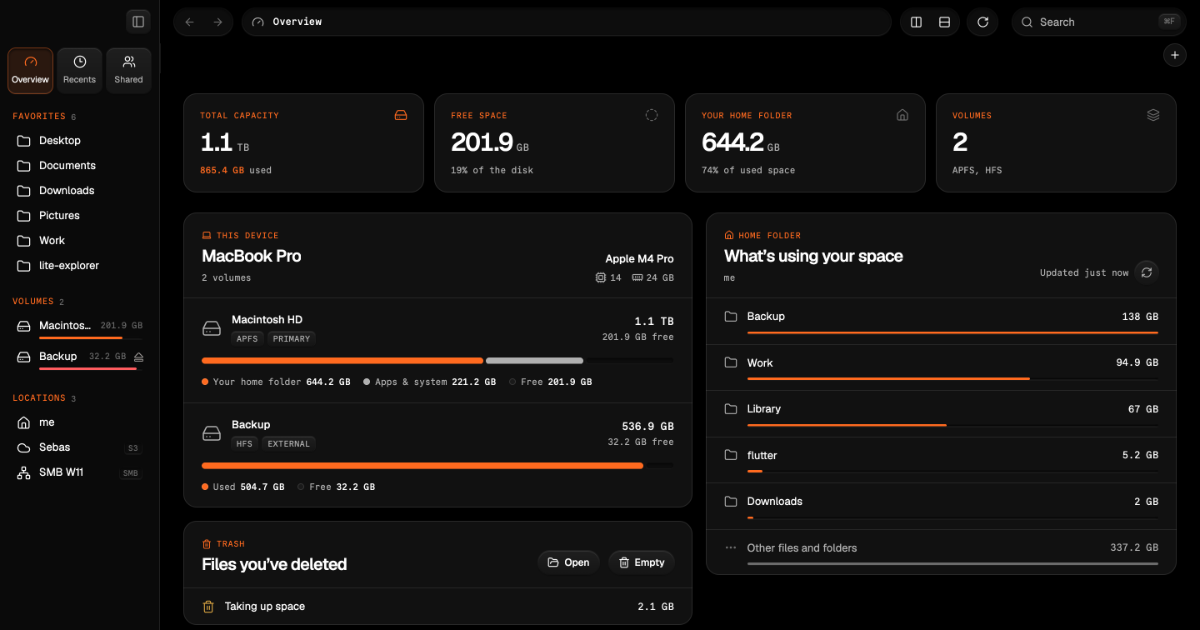 Overview
Search
⌘F
Overview
Recents
Shared
FAVORITES 6
Desktop
Documents
Downloads
Pictures
Work
lite-explorer
VOLUMES 2
Macintos... 201.9 GB
Backup 32.2 GB
LOCATIONS 3
me
Sebas S3
SMB W11 SMB
TOTAL CAPACITY
1.1 TB
865.4 GB used
FREE SPACE
201.9 GB
19% of the disk
YOUR HOME FOLDER
644.2 GB
74% of used space
VOLUMES
2
APFS, HFS
THIS DEVICE
MacBook Pro
2 volumes
Apple M4 Pro
14 24 GB
Macintosh HD
APFS PRIMARY
1.1 TB
201.9 GB free
Your home folder 644.2 GB Apps & system 221.2 GB Free 201.9 GB
Backup
HFS EXTERNAL
536.9 GB
32.2 GB free
Used 504.7 GB Free 32.2 GB
TRASH
Files you've deleted
Open
Empty
Taking up space 2.1 GB
HOME FOLDER
What's using your space
me
Updated just now
Backup 138 GB
Work 94.9 GB
Library 67 GB
flutter 5.2 GB
Downloads 2 GB
Other files and folders 337.2 GB